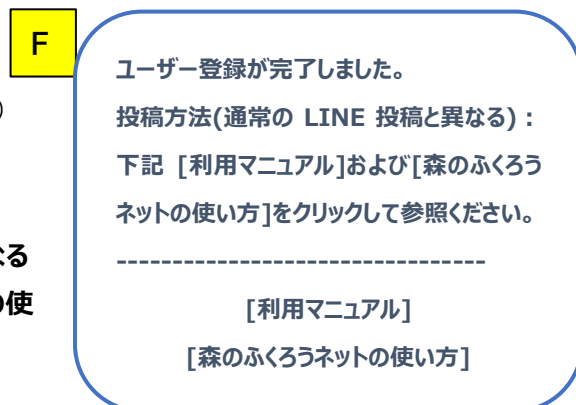 F
ユーザー登録が完了しました。
投稿方法(通常の LINE 投稿と異なる)：
下記 [利用マニュアル]および[森のふくろう
ネットの使い方]をクリックして参照ください。
--------------------------------
[利用マニュアル]
[森のふくろうネットの使い方]
)
なる
の使